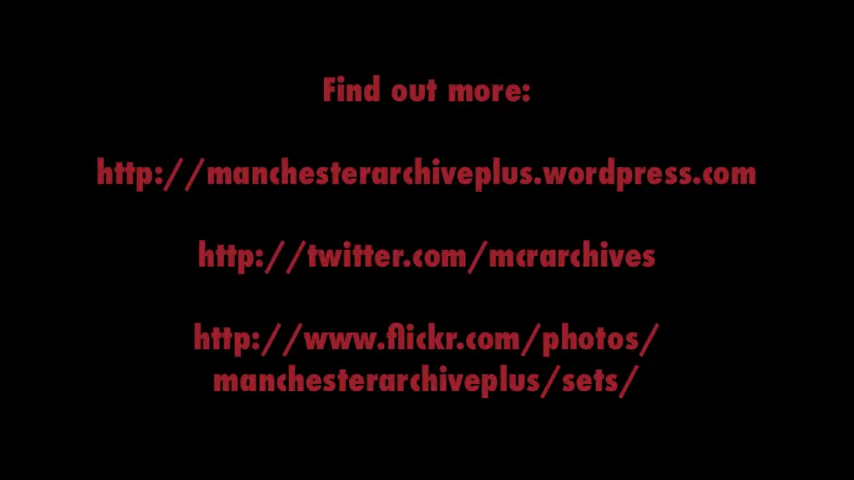 Find out more:
http://manchesterarchiveplus.wordpress.com
http://twitter.com/mcrarchives
http://www.flickr.com/photos/
manchesterarchiveplus/sets/